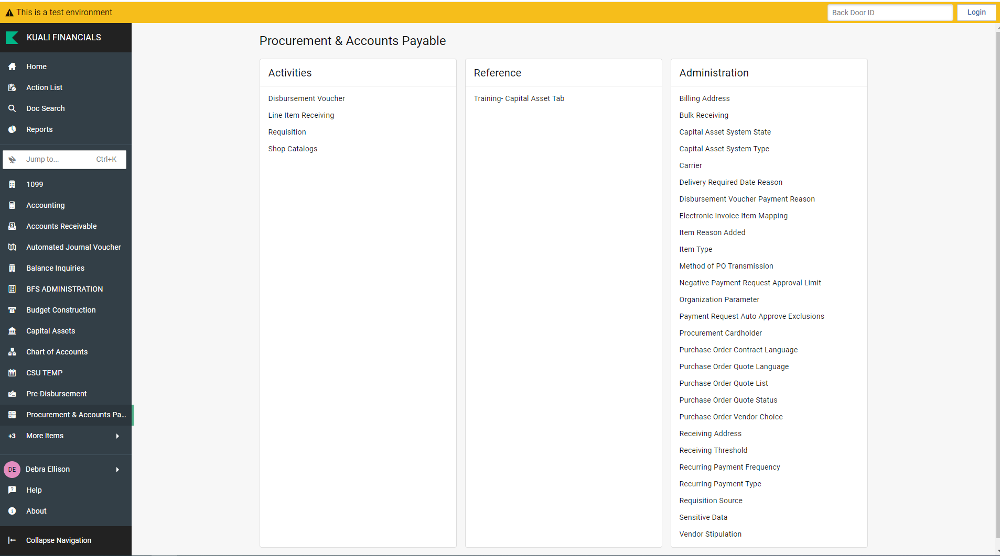 This is a test environment
Back Door ID
Login
KUALI FINANCIALS
Home
Action List
Doc Search
Reports
Jump to... Ctrl+K
1099
Accounting
Accounts Receivable
Automated Journal Voucher
Balance Inquiries
BFS ADMINISTRATION
Budget Construction
Capital Assets
Chart of Accounts
CSU TEMP
Pre-Disbursement
Procurement & Accounts Pa...
+3 More Items
DE Debra Ellison
Help
About
Collapse Navigation
Procurement & Accounts Payable
Activities
Disbursement Voucher
Line Item Receiving
Requisition
Shop Catalogs
Reference
Training- Capital Asset Tab
Administration
Billing Address
Bulk Receiving
Capital Asset System State
Capital Asset System Type
Carrier
Delivery Required Date Reason
Disbursement Voucher Payment Reason
Electronic Invoice Item Mapping
Item Reason Added
Item Type
Method of PO Transmission
Negative Payment Request Approval Limit
Organization Parameter
Payment Request Auto Approve Exclusions
Procurement Cardholder
Purchase Order Contract Language
Purchase Order Quote Language
Purchase Order Quote List
Purchase Order Quote Status
Purchase Order Vendor Choice
Receiving Address
Receiving Threshold
Recurring Payment Frequency
Recurring Payment Type
Requisition Source
Sensitive Data
Vendor Stipulation